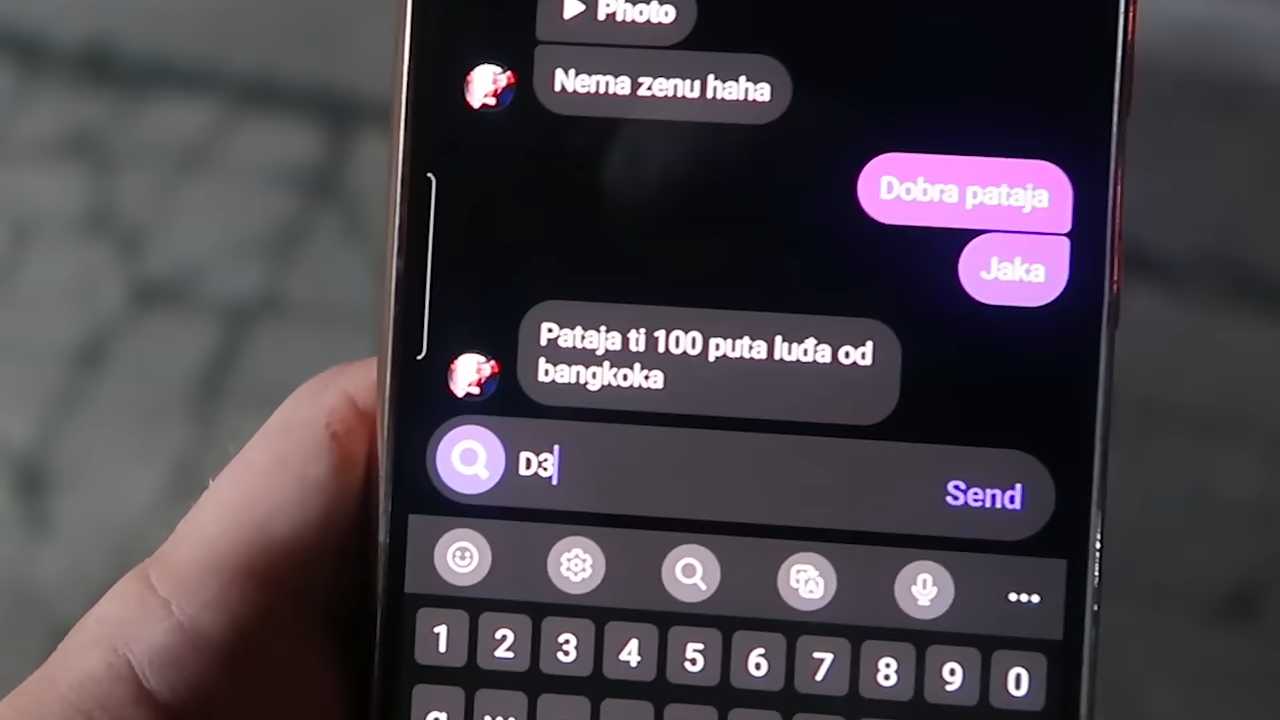 Photo
Nema zenu haha
Dobra pataja
Jaka
Pataja ti 100 puta luđa od
bangkoka
D3
Send
1 2 3 4 5 6 7 8 9 0